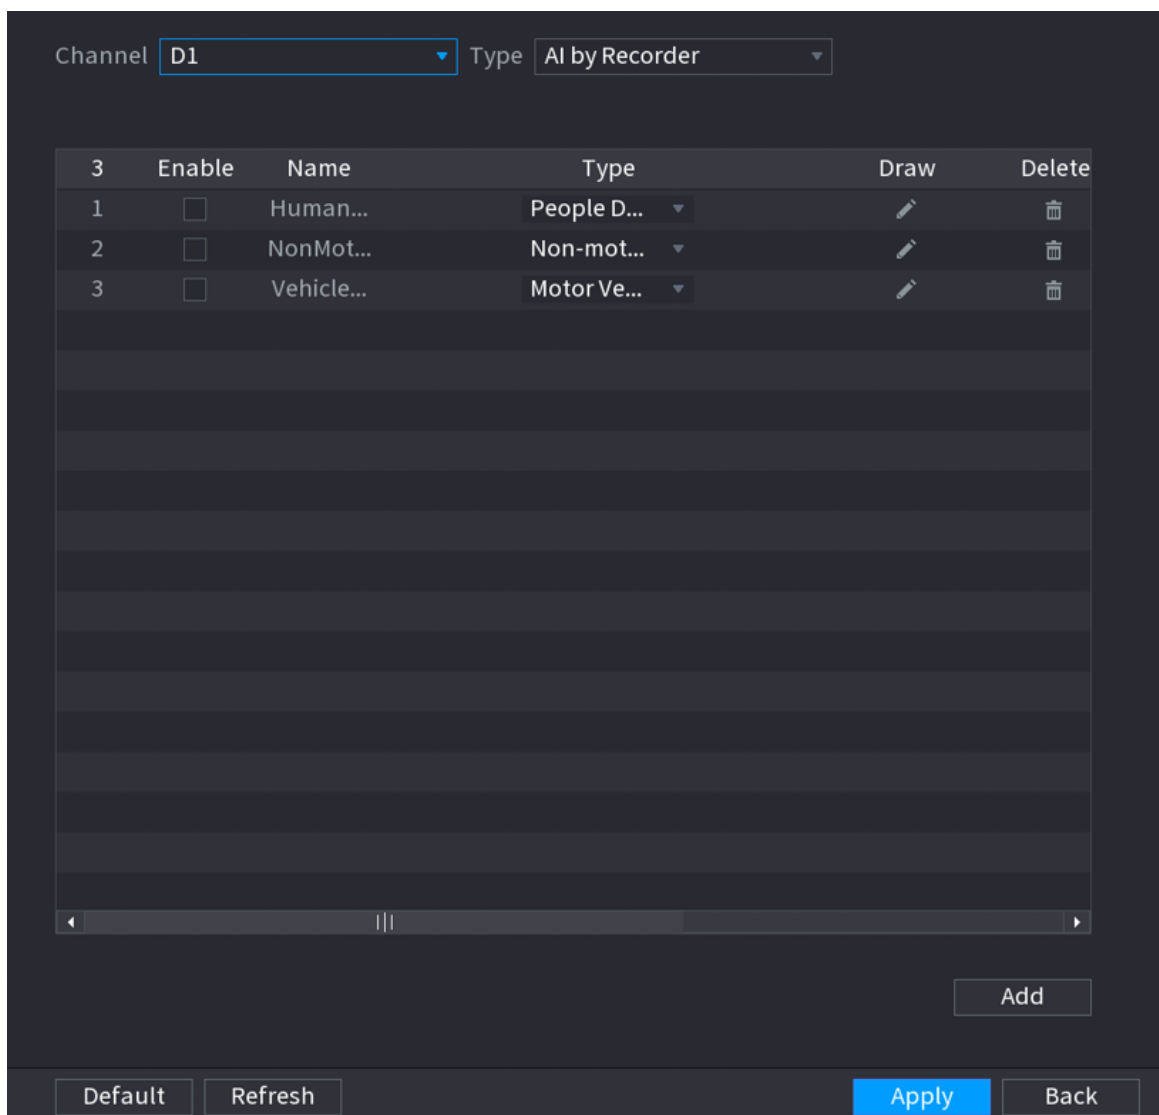 Channel D1 Type AI by Recorder
3 Enable Name Type Draw Delete
1 Human... People D...
2 NonMot... Non-mot...
3 Vehicle... Motor Ve...
Add
Default Refresh Apply Back